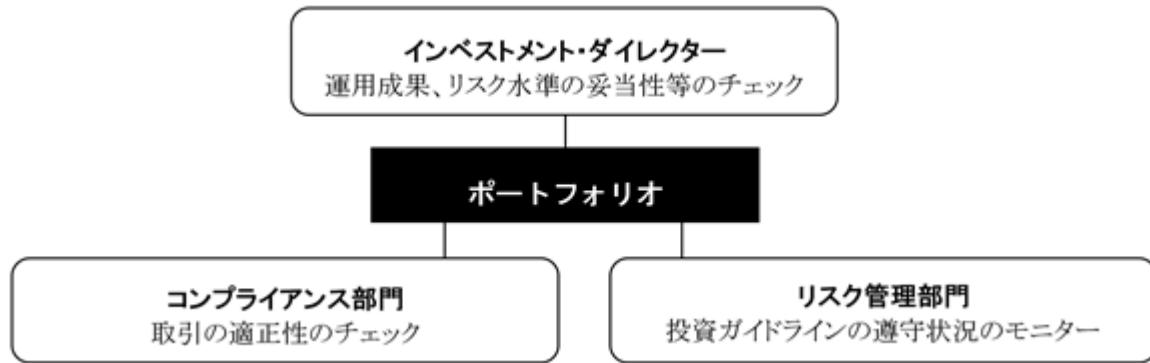 インベストメント・ダイレクター
運用成果、リスク水準の妥当性等のチェック
ポートフォリオ
コンプライアンス部門
取引の適正性のチェック
リスク管理部門
投資ガイドラインの遵守状況のモニター